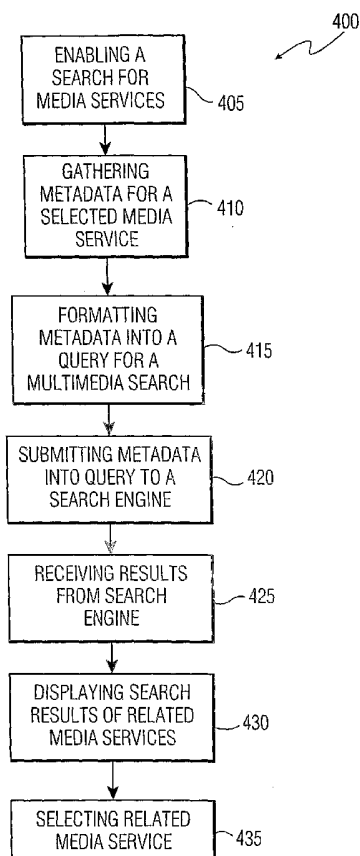 400
ENABLING A
SEARCH FOR
MEDIA SERVICES
405
GATHERING
METADATA FOR A
SELECTED MEDIA
SERVICE
410
FORMATTING
METADATA INTO A
QUERY FOR A
MULTIMEDIA SEARCH
415
SUBMITTING METADATA
INTO QUERY TO A
SEARCH ENGINE
420
RECEIVING RESULTS
FROM SEARCH
ENGINE
425
DISPLAYING SEARCH
RESULTS OF RELATED
MEDIA SERVICES
430
SELECTING RELATED
MEDIA SERVICE
435